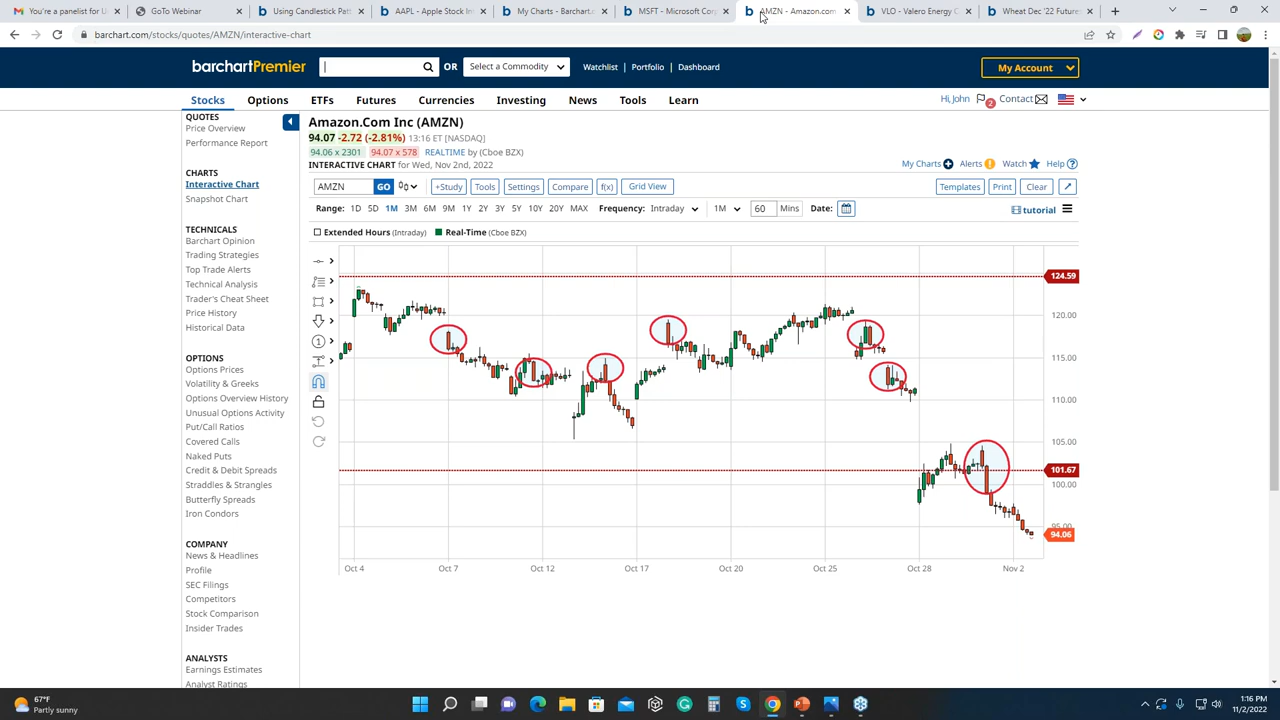 You're a panelist for U
GoTo Webinar
Using Candlestick Pat
AAPL - Apple Stock In
My Charts - Barchart.c
MSFT - Microsoft Corp
AMZN - Amazon.com
VLO - Valero Energy C
Wheat Dec '22 Futures
barchart.com/stocks/quotes/AMZN/interactive-chart
barchartPremier OR Select a Commodity Watchlist Portfolio Dashboard My Account
Stocks Options ETFs Futures Currencies Investing News Tools Learn Hi, John 2 Contact
QUOTES
Price Overview
Performance Report
CHARTS
Interactive Chart
Snapshot Chart
TECHNICALS
Barchart Opinion
Trading Strategies
Top Trade Alerts
Technical Analysis
Trader's Cheat Sheet
Price History
Historical Data
OPTIONS
Options Prices
Volatility & Greeks
Options Overview History
Unusual Options Activity
Put/Call Ratios
Covered Calls
Naked Puts
Credit & Debit Spreads
Straddles & Strangles
Butterfly Spreads
Iron Condors
COMPANY
News & Headlines
Profile
SEC Filings
Competitors
Stock Comparison
Insider Trades
ANALYSTS
Earnings Estimates
Analyst Ratings
Amazon.Com Inc (AMZN)
94.07 -2.72 (-2.81%) 13:16 ET [NASDAQ]
94.06 x 2301 94.07 x 578 REALTIME by (Cboe BZX)
INTERACTIVE CHART for Wed, Nov 2nd, 2022 My Charts Alerts Watch Help
AMZN GO +Study Tools Settings Compare f(x) Grid View Templates Print Clear
Range: 1D 5D 1M 3M 6M 9M 1Y 2Y 3Y 5Y 10Y 20Y MAX Frequency: Intraday 1M 60 Mins Date: tutorial
Extended Hours (Intraday) Real-Time (Cboe BZX)
124.59
120.00
115.00
110.00
105.00
101.67
100.00
95.00
94.06
Oct 4 Oct 7 Oct 12 Oct 17 Oct 20 Oct 25 Oct 28 Nov 2
67°F
Partly sunny
1:16 PM
11/2/2022